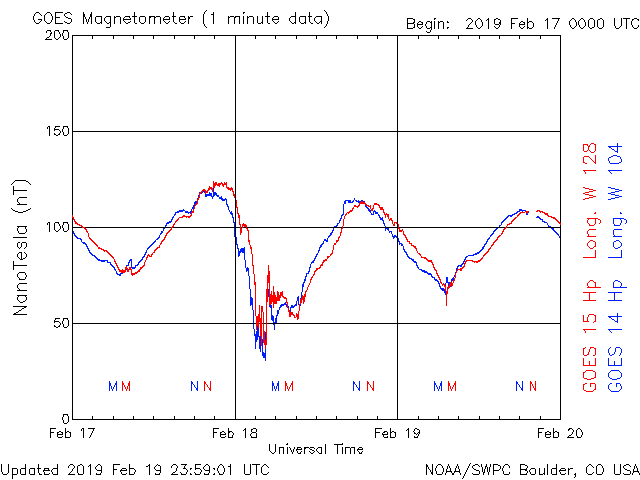 GOES Magnetometer (1 minute data)
Begin: 2019 Feb 17 0000 UTC
200
150
100
50
0
NanoTesla (nT)
M M N N M M N N M M N N
Feb 17 Feb 18 Feb 19 Feb 20
Universal Time
GOES 15 Hp Long. W 128
GOES 14 Hp Long. W 104
Updated 2019 Feb 19 23:59:01 UTC
NOAA/SWPC Boulder, CO USA